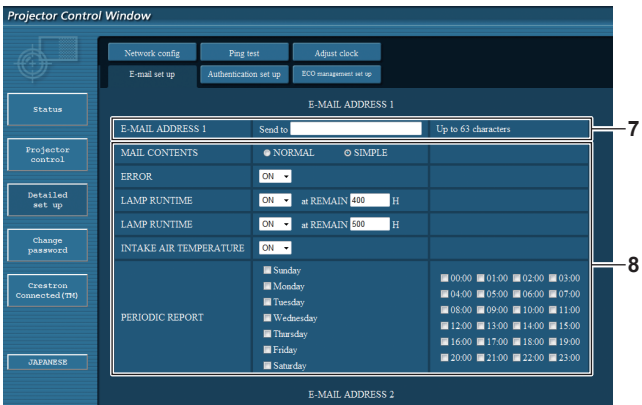 Projector Control Window
Network config
Ping test
Adjust clock
E-mail set up
Authentication set up
ECO management set up
Status
Projector
control
Detailed
set up
Change
password
Crestron
Connected(TM)
JAPANESE
E-MAIL ADDRESS 1
E-MAIL ADDRESS 1 Send to Up to 63 characters
7
MAIL CONTENTS NORMAL SIMPLE
ERROR ON
LAMP RUNTIME ON at REMAIN 400 H
LAMP RUNTIME ON at REMAIN 500 H
INTAKE AIR TEMPERATURE ON
8
PERIODIC REPORT
Sunday
Monday
Tuesday
Wednesday
Thursday
Friday
Saturday
00:00 01:00 02:00 03:00
04:00 05:00 06:00 07:00
08:00 09:00 10:00 11:00
12:00 13:00 14:00 15:00
16:00 17:00 18:00 19:00
20:00 21:00 22:00 23:00
E-MAIL ADDRESS 2